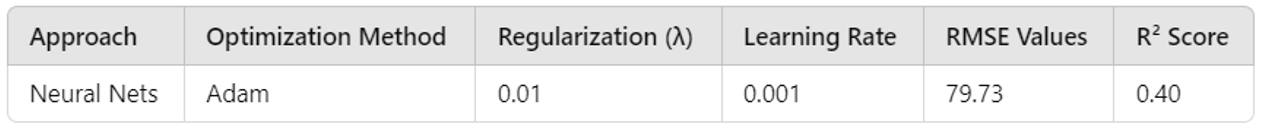 Approach Optimization Method Regularization (λ) Learning Rate RMSE Values R² Score
Neural Nets Adam 0.01 0.001 79.73 0.40